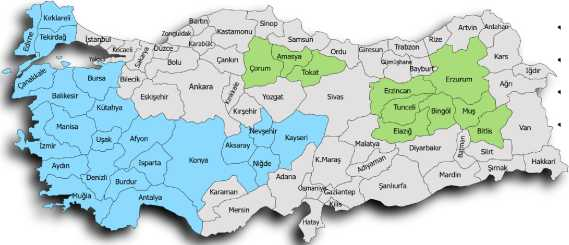 Kırklareli
Edirne
Tekirdağ
İstanbul
Kocaeli
Yalova
Sakarya
Düzce
Zonguldak
Bartın
Karabük
Kastamonu
Sinop
Samsun
Ordu
Giresun
Trabzon
Rize
Artvin
Ardahan
Kars
Iğdır
Ağrı
Gümüşhane
Bayburt
Erzurum
Erzincan
Çorum
Amasya
Tokat
Çankırı
Bolu
Bilecik
Bursa
Çanakkale
Balıkesir
Kütahya
Eskişehir
Ankara
Kırıkkale
Kırşehir
Yozgat
Sivas
Tunceli
Bingöl
Muş
Elazığ
Bitlis
Van
Manisa
Uşak
Afyon
İzmir
Aydın
Denizli
Isparta
Burdur
Muğla
Antalya
Konya
Aksaray
Nevşehir
Niğde
Kayseri
Karaman
Mersin
Adana
K.Maraş
Malatya
Adıyaman
Diyarbakır
Batman
Siirt
Şırnak
Hakkari
Mardin
Şanlıurfa
Gaziantep
Kilis
Osmaniye
Hatay